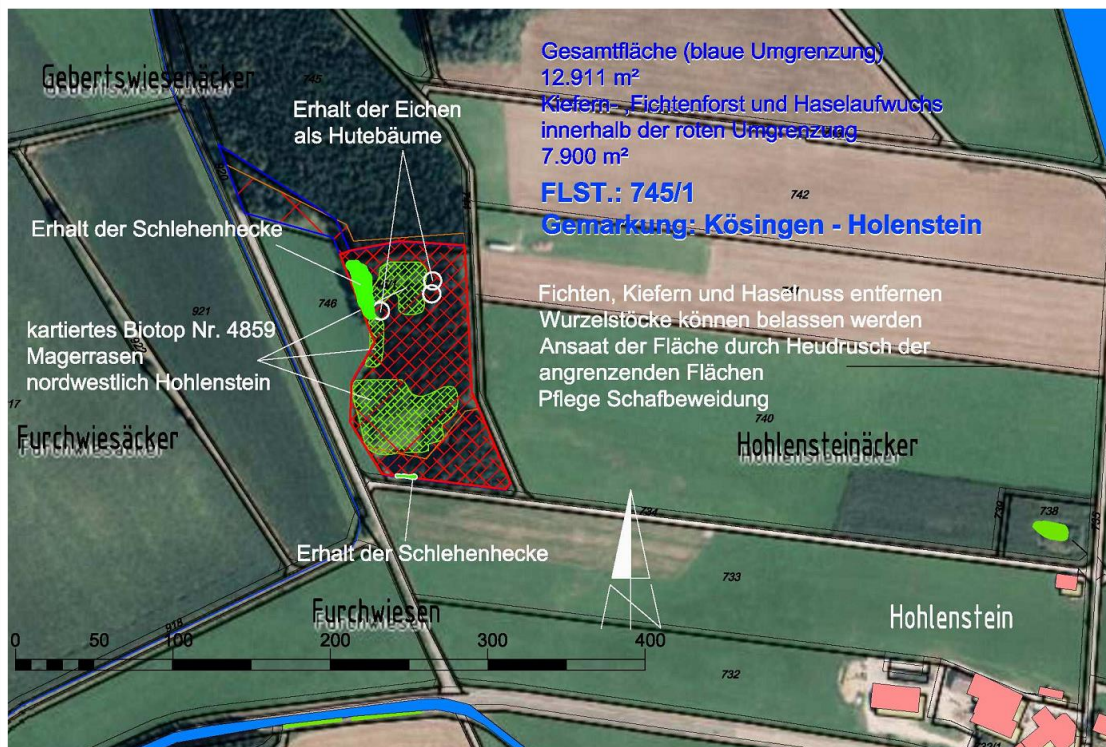 Gebertswiesenäcker
745
Erhalt der Eichen
als Hutebäume
Gesamtfläche (blaue Umgrenzung)
12.911 m²
Kiefern- ,Fichtenforst und Haselaufwuchs
innerhalb der roten Umgrenzung
7.900 m²
FLST.: 745/1
Gemarkung: Kösingen - Holenstein
742
Erhalt der Schlehenhecke
746
921
kartiertes Biotop Nr. 4859
Magerrasen
nordwestlich Hohlenstein
Fichten, Kiefern und Haselnuss entfernen
Wurzelstöcke können belassen werden
Ansaat der Fläche durch Heudrusch der
angrenzenden Flächen
Pflege Schafbeweidung
741
922
17
740
Furchwiesäcker
Hohlensteinäcker
734
739
738
735
Erhalt der Schlehenhecke
733
Furchwiesen
918
Hohlenstein
0 50 100 200 300 400
732